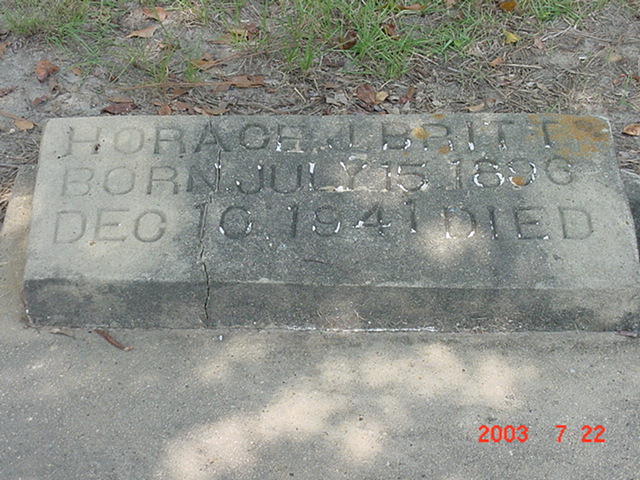 HORACE J. BRITT
BORN JULY 15 1896
DEC. 10 1941 DIED
2003 7 22